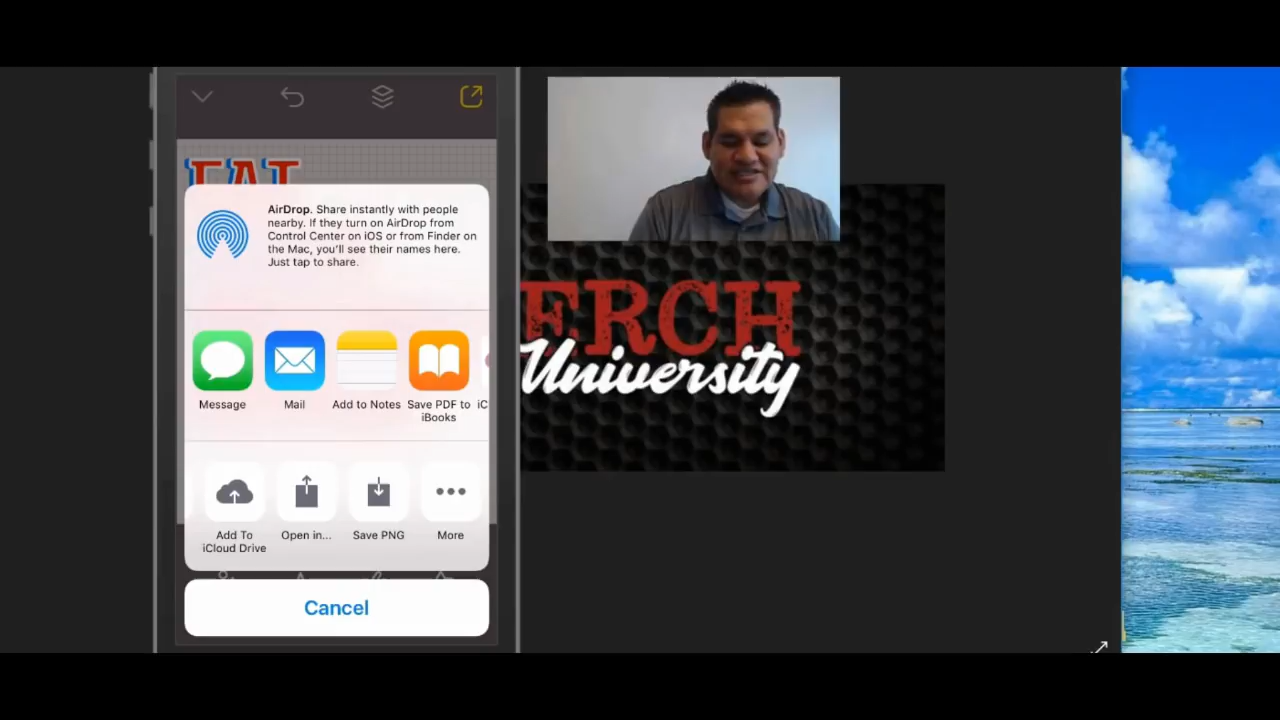 EAT
AirDrop. Share instantly with people
nearby. If they turn on AirDrop from
Control Center on iOS or from Finder on
the Mac, you'll see their names here.
Just tap to share.
Message
Mail
Add to Notes
Save PDF to
iBooks
iC
Add To
iCloud Drive
Open in...
Save PNG
More
Cancel
ERCH
University